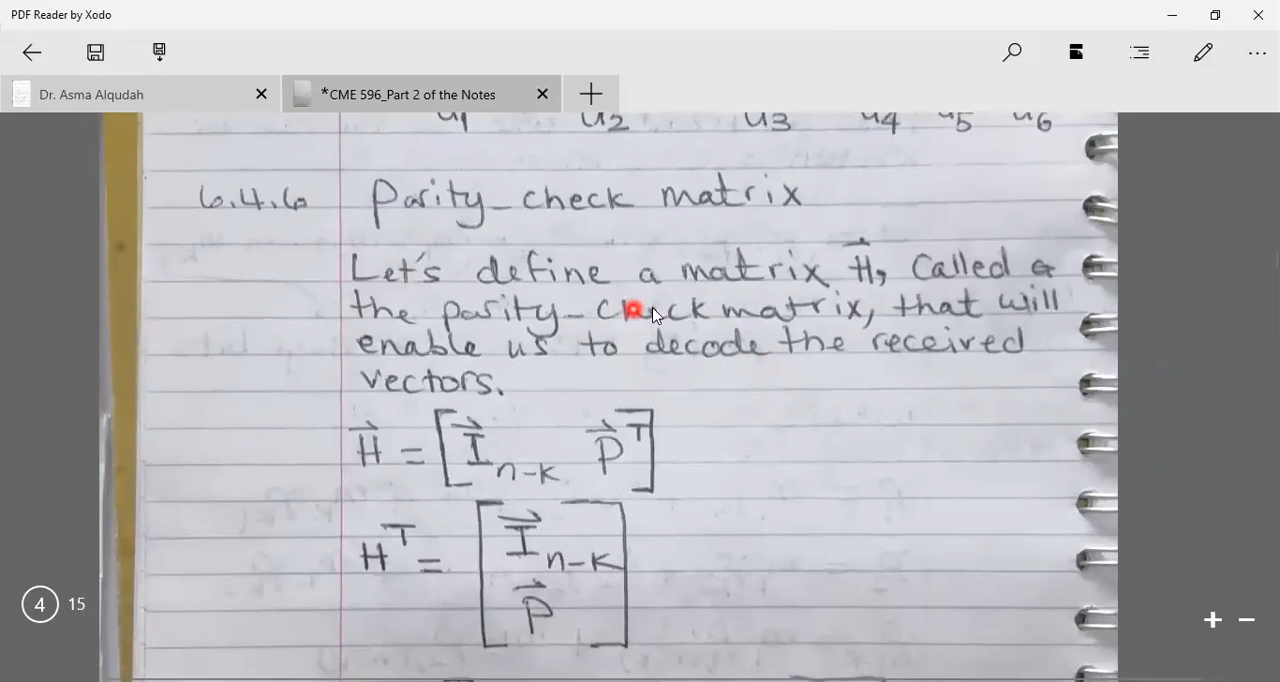 PDF Reader by Xodo
Dr. Asma Alqudah
*CME 596_Part 2 of the Notes
u1 u2 u3 u4 u5 u6
6.4.6 Parity-check matrix
Let's define a matrix H⃗, called
the parity-check matrix, that will
enable us to decode the received
vectors.
H⃗ = [I⃗n-k P⃗ᵀ]
Hᵀ = [I⃗n-k
P⃗]
4 15